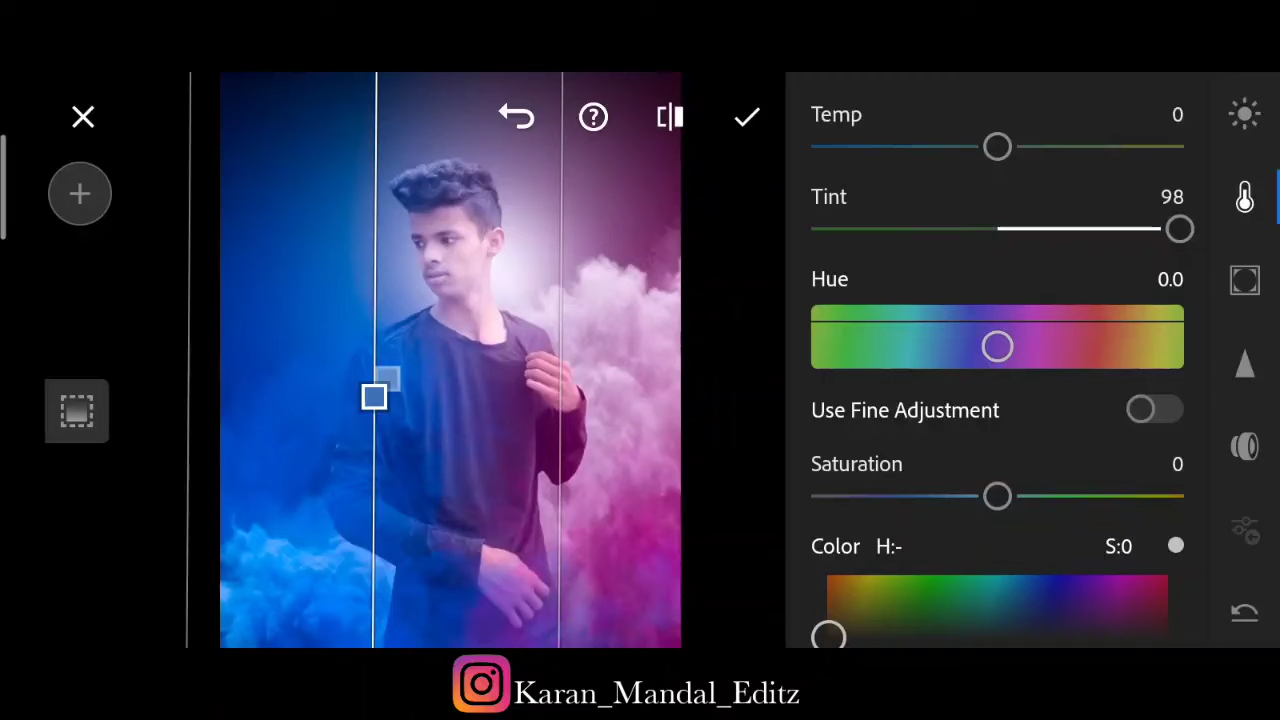 Temp 0
Tint 98
Hue 0.0
Use Fine Adjustment
Saturation 0
Color H:- S:0
Karan_Mandal_Editz